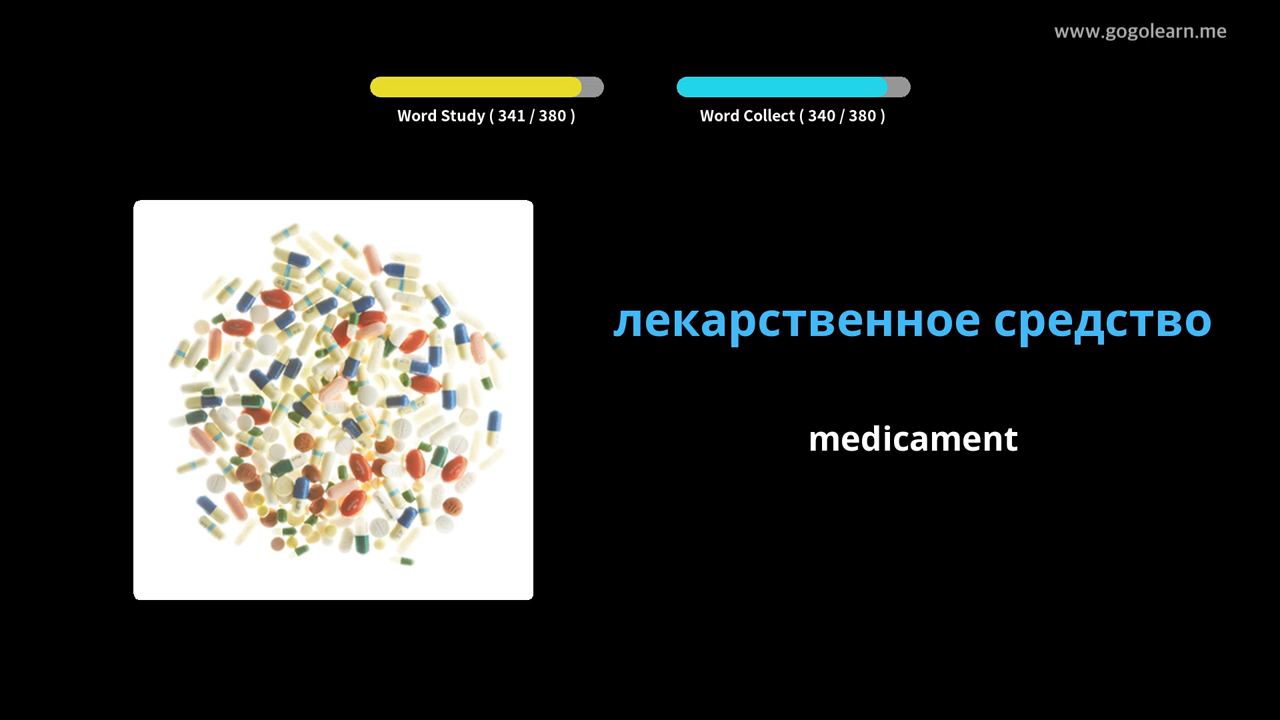 www.gogolearn.me
Word Study ( 341 / 380 )
Word Collect ( 340 / 380 )
лекарственное средство
medicament